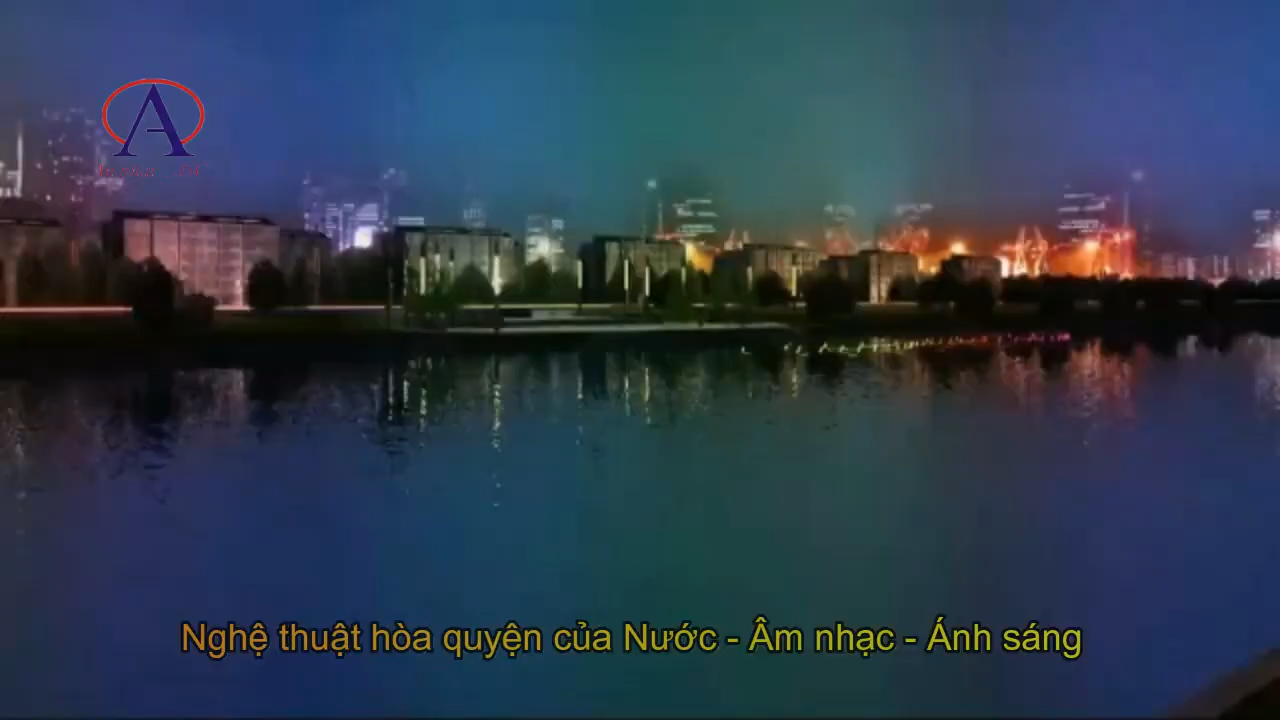 A
Nghệ thuật hòa quyện của Nước - Âm nhạc - Ánh sáng